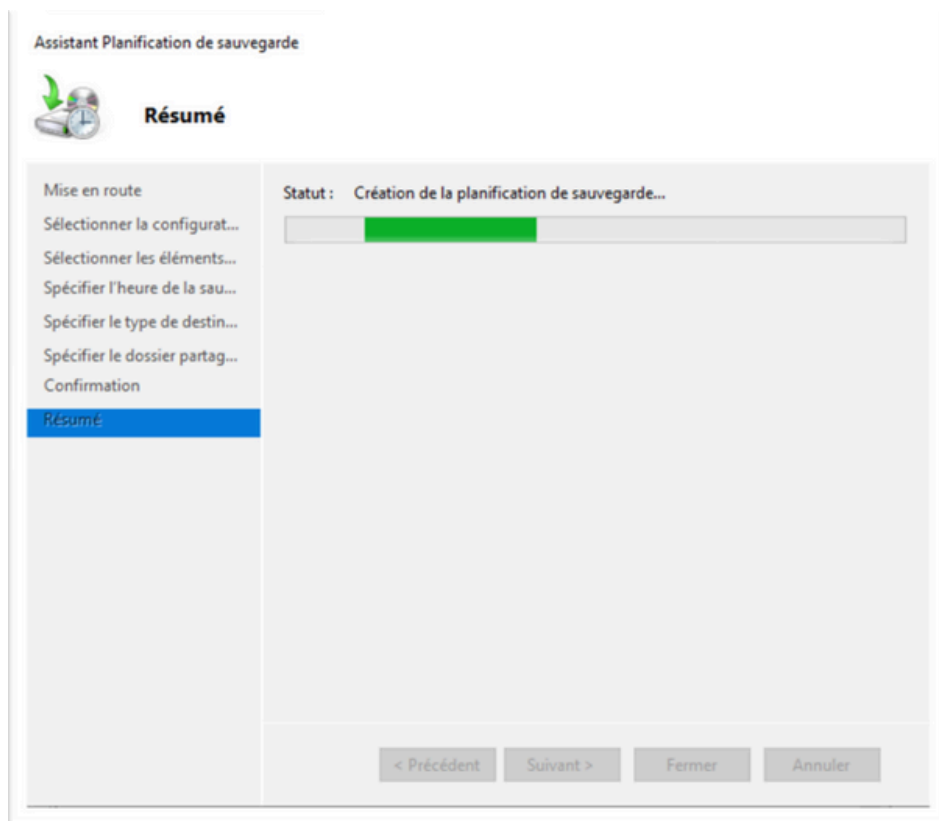 Assistant Planification de sauvegarde
Résumé
Mise en route
Sélectionner la configurat...
Sélectionner les éléments...
Spécifier l'heure de la sau...
Spécifier le type de destin...
Spécifier le dossier partag...
Confirmation
Résumé
Statut : Création de la planification de sauvegarde...
< Précédent Suivant > Fermer Annuler